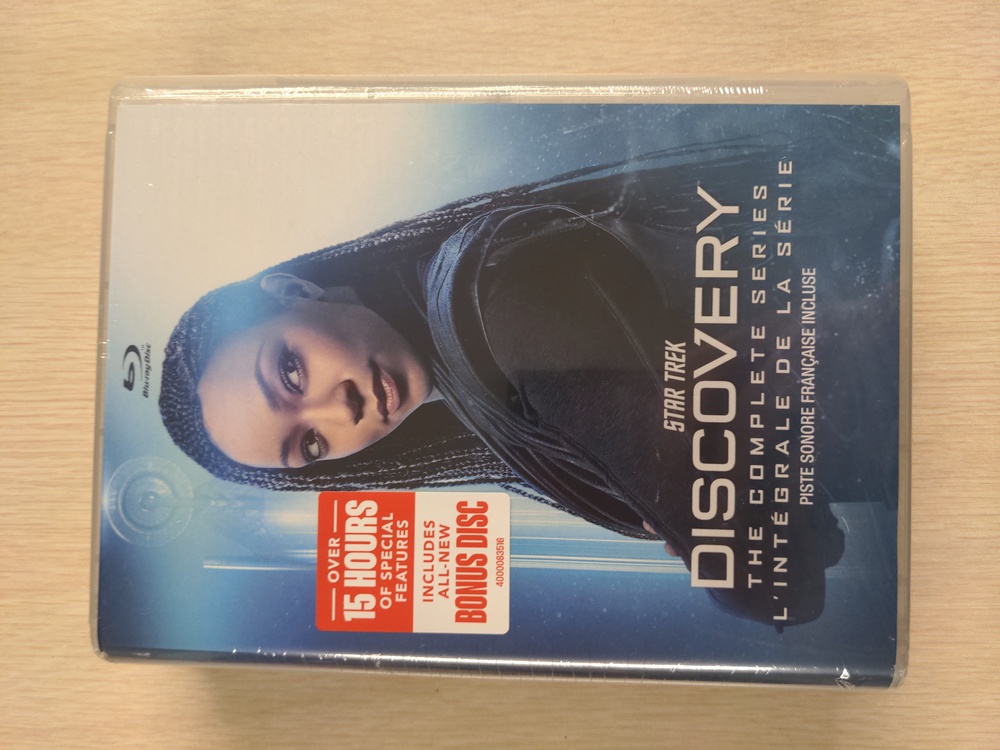 Blu-ray Disc
OVER
15 HOURS
OF SPECIAL
FEATURES
INCLUDES
ALL-NEW
BONUS DISC
4000083516
STAR TREK
DISCOVERY
THE COMPLETE SERIES
L'INTÉGRALE DE LA SÉRIE
PISTE SONORE FRANÇAISE INCLUSE